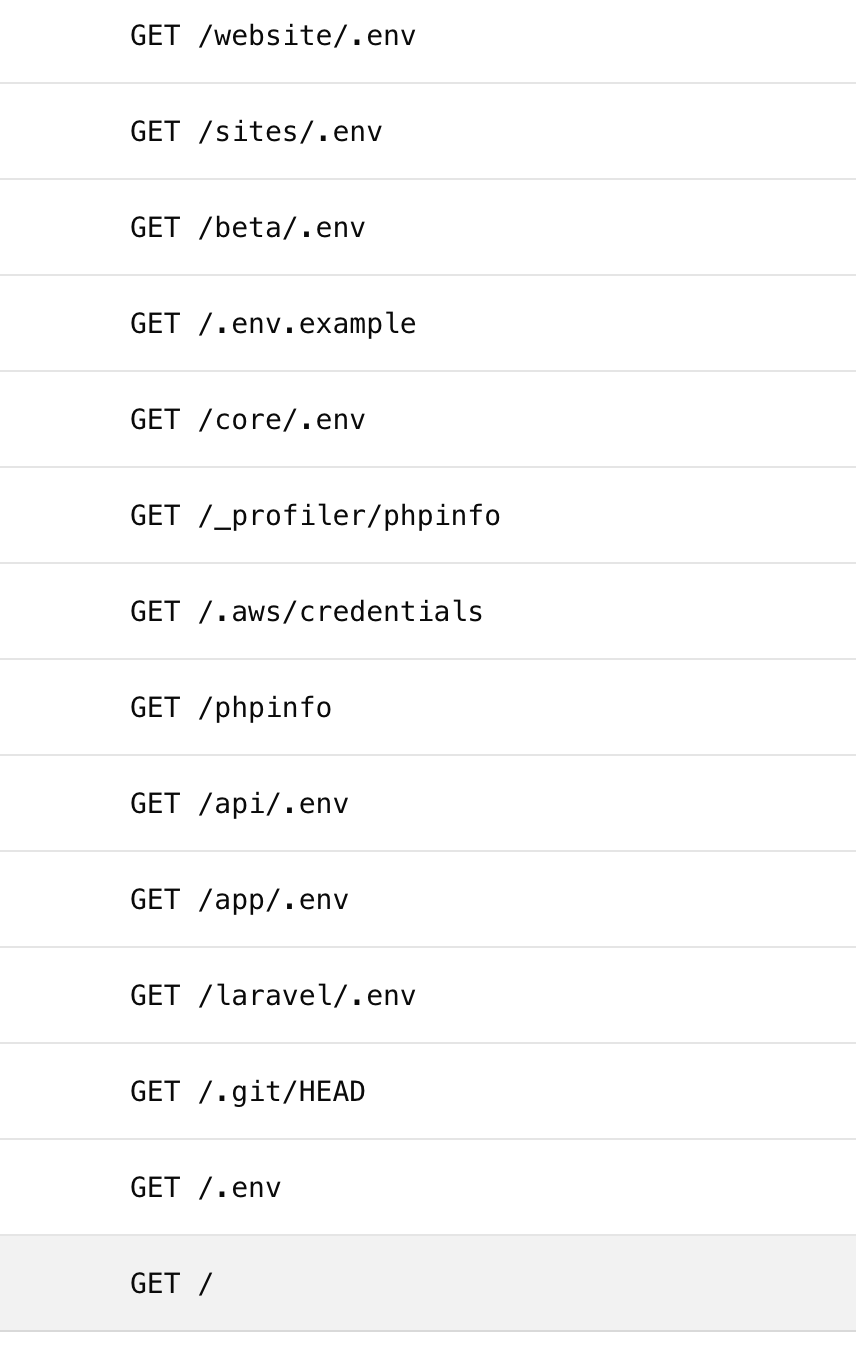 GET /website/.env
GET /sites/.env
GET /beta/.env
GET /.env.example
GET /core/.env
GET /_profiler/phpinfo
GET /.aws/credentials
GET /phpinfo
GET /api/.env
GET /app/.env
GET /laravel/.env
GET /.git/HEAD
GET /.env
GET /